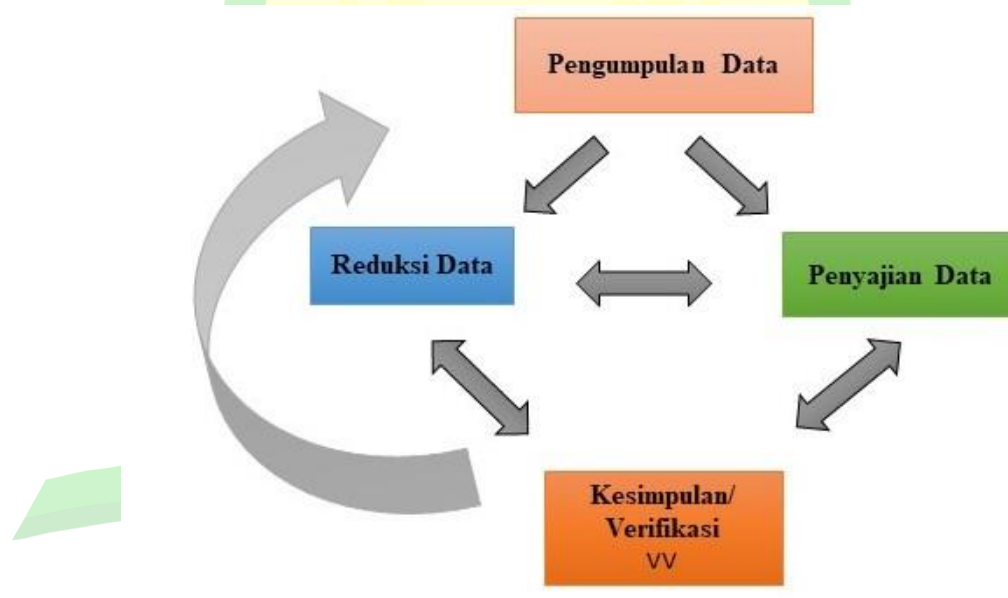 Pengumpulan Data
Reduksi Data
Penyajian Data
Kesimpulan/
Verifikasi
VV